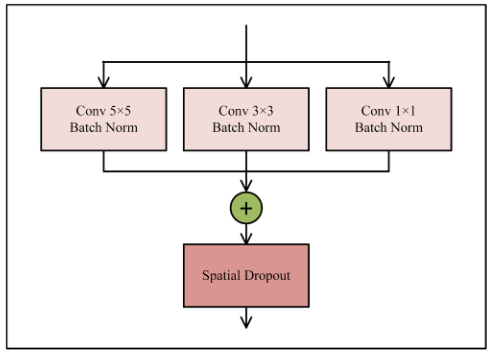 Conv 5×5
Batch Norm
Conv 3×3
Batch Norm
Conv 1×1
Batch Norm
+
Spatial Dropout